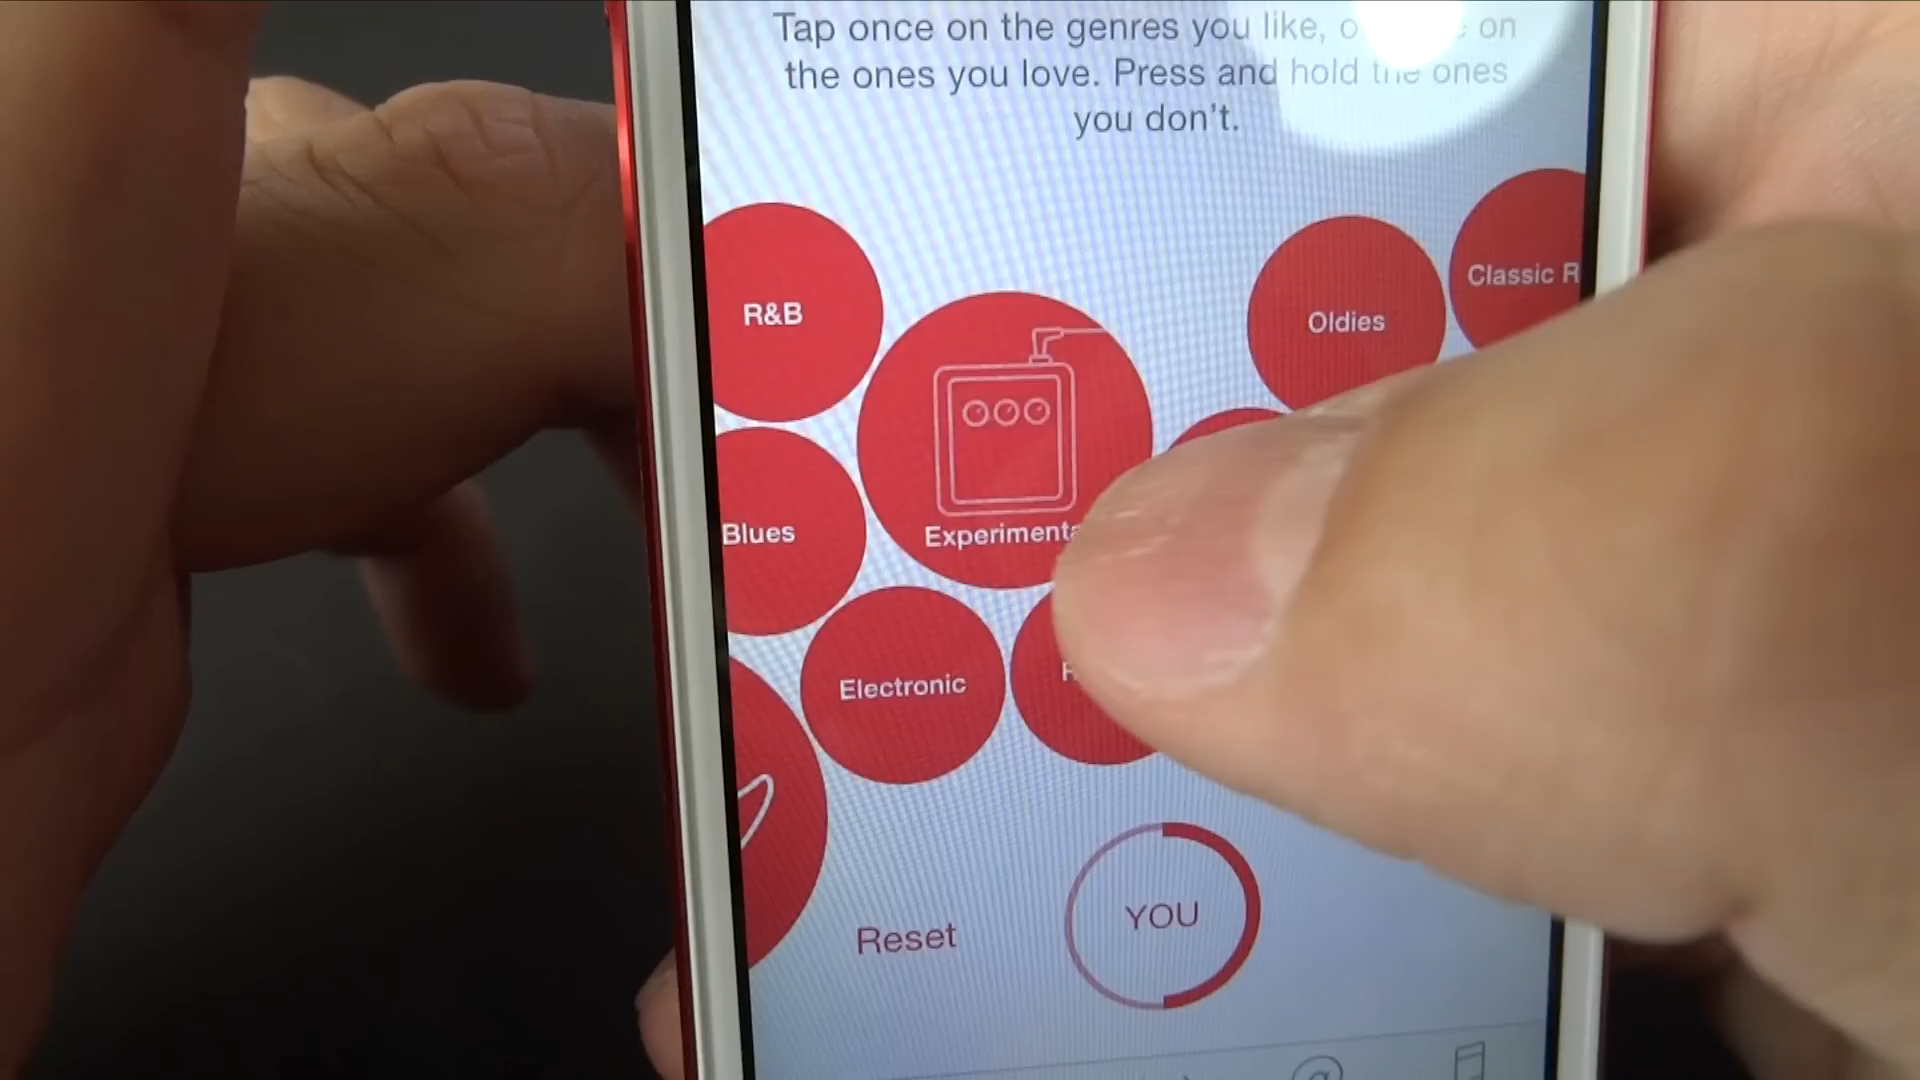 Tap once on the genres you like, on
the ones you love. Press and hold the ones
you don't.
R&B
Oldies
Classic R
Blues
Experimenta
Electronic
YOU
Reset
@